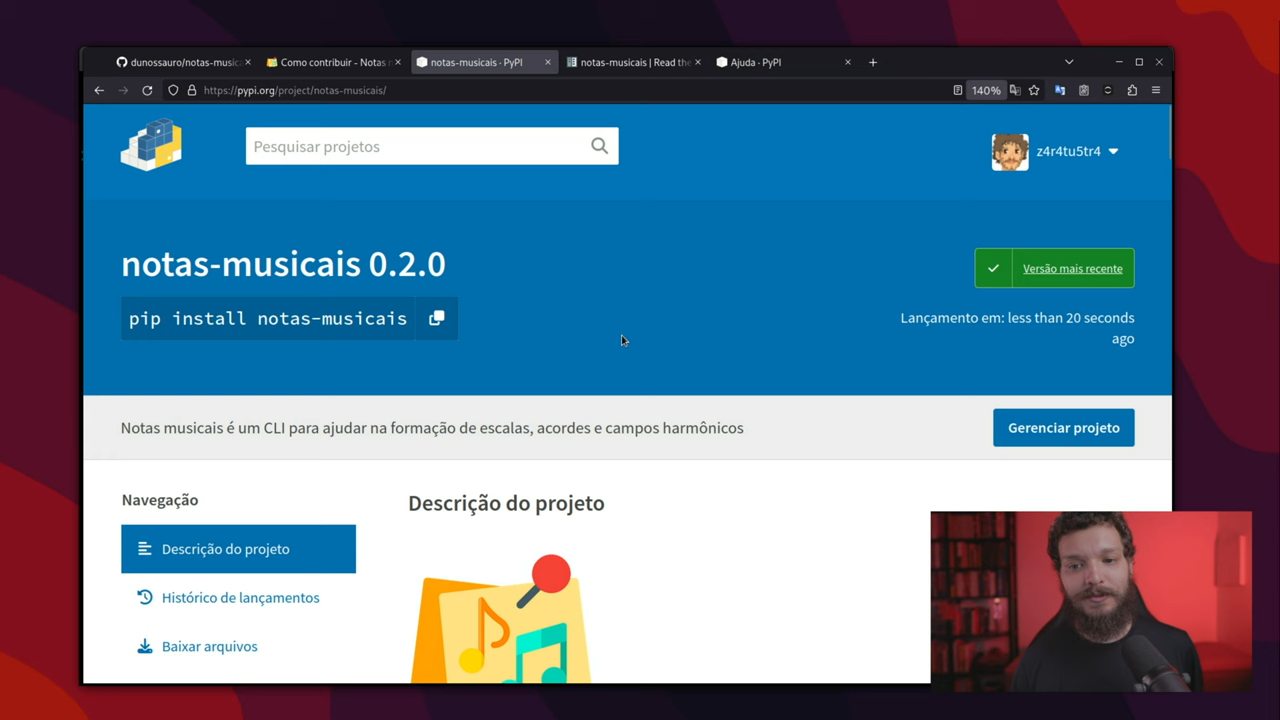 dunossauro/notas-musica
Como contribuir - Notas n
notas-musicais · PyPI
notas-musicais | Read the
Ajuda · PyPI
https://pypi.org/project/notas-musicais/
140%
Pesquisar projetos
z4r4tu5tr4
notas-musicais 0.2.0
pip install notas-musicais
Versão mais recente
Lançamento em: less than 20 seconds
ago
Notas musicais é um CLI para ajudar na formação de escalas, acordes e campos harmônicos
Gerenciar projeto
Navegação
Descrição do projeto
Descrição do projeto
Histórico de lançamentos
Baixar arquivos